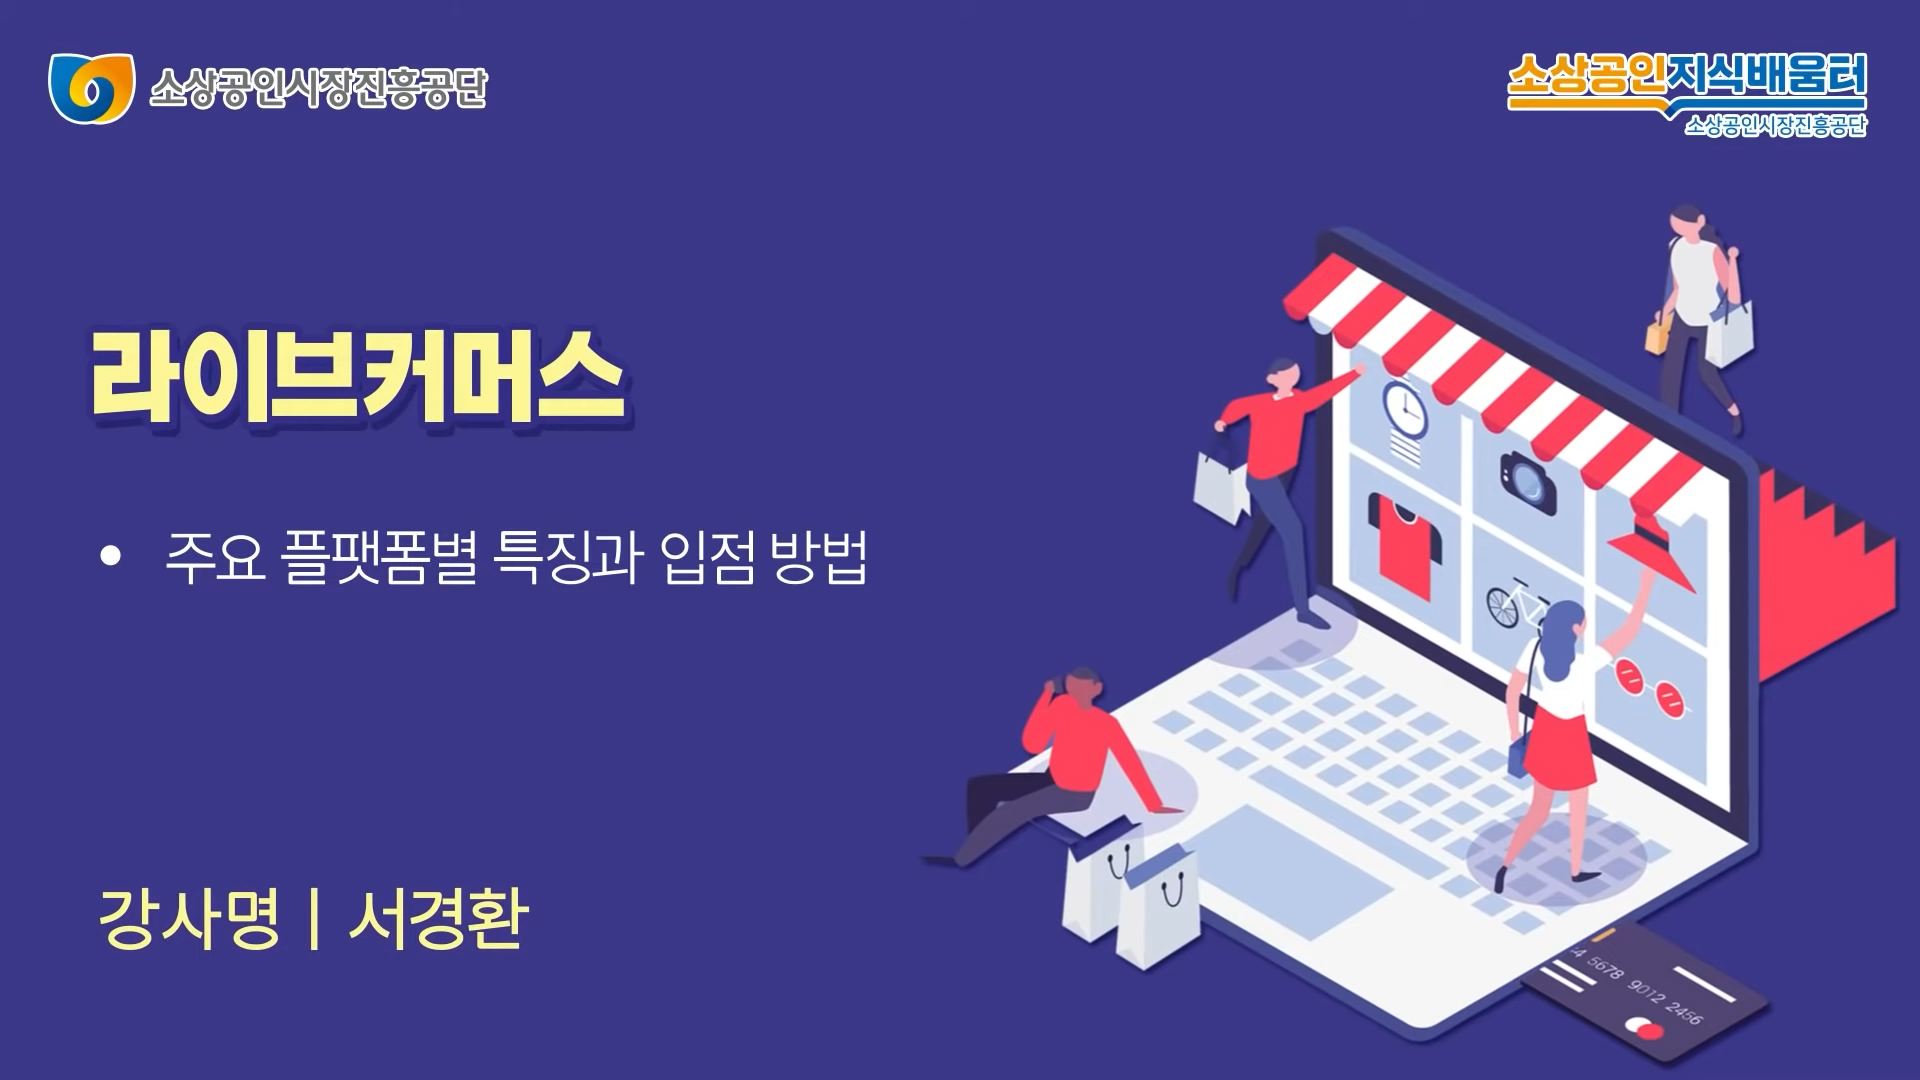 소상공인시장진흥공단
소상공인지식배움터
소상공인시장진흥공단
라이브커머스
• 주요 플랫폼별 특징과 입점 방법
강사명 | 서경환
5678 9012 2456